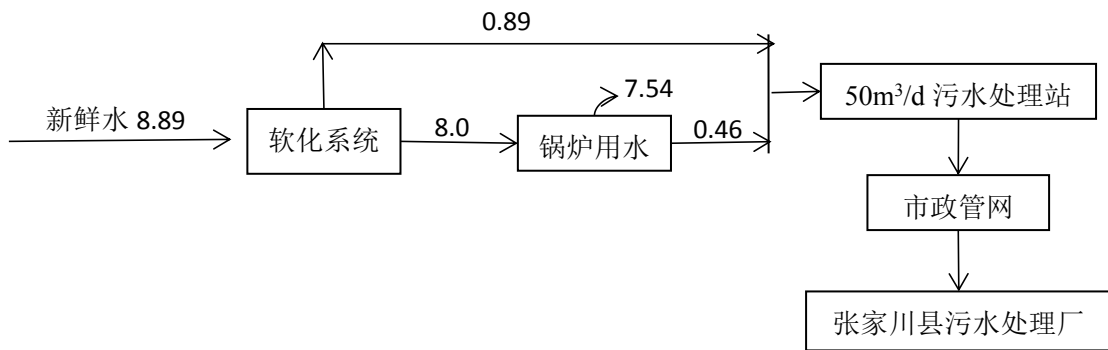 0.89
新鲜水 8.89
软化系统
8.0
7.54
锅炉用水
0.46
50m³/d 污水处理站
市政管网
张家川县污水处理厂